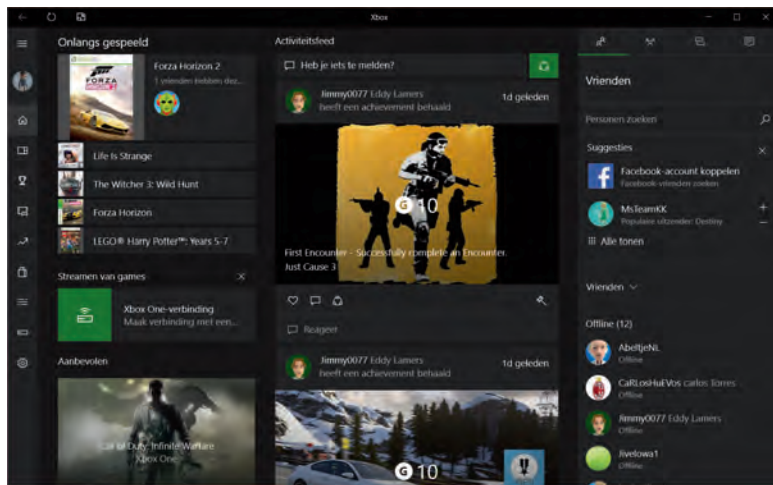 Xbox
Onlangs gespeeld
FORZA
Forza Horizon 2
1 vrienden hebben dez...
Life Is Strange
The Witcher 3: Wild Hunt
Forza Horizon
LEGO® Harry Potter™: Years 5-7
Streamen van games
Xbox One-verbinding
Maak verbinding met een...
Aanbevolen
Call of Duty: Infinite Warfare
Xbox One
Activiteitsfeed
Heb je iets te melden?
Jimmy0077 Eddy Lamers
heeft een achievement behaald
1d geleden
G 10
First Encounter - Successfully complete an Encounter.
Just Cause 3
Reageer
Jimmy0077 Eddy Lamers
heeft een achievement behaald
1d geleden
G 10
Vrienden
Personen zoeken
Suggesties
Facebook-account koppelen
Facebook-vrienden zoeken
MsTeamKK
Populaire uitzender: Destiny
Alle tonen
Vrienden
Offline (12)
AbeltjeNL
Offline
CaRLosHuEVos carlos Torres
Offline
Jimmy0077 Eddy Lamers
Offline
Jivelowa1
Offline